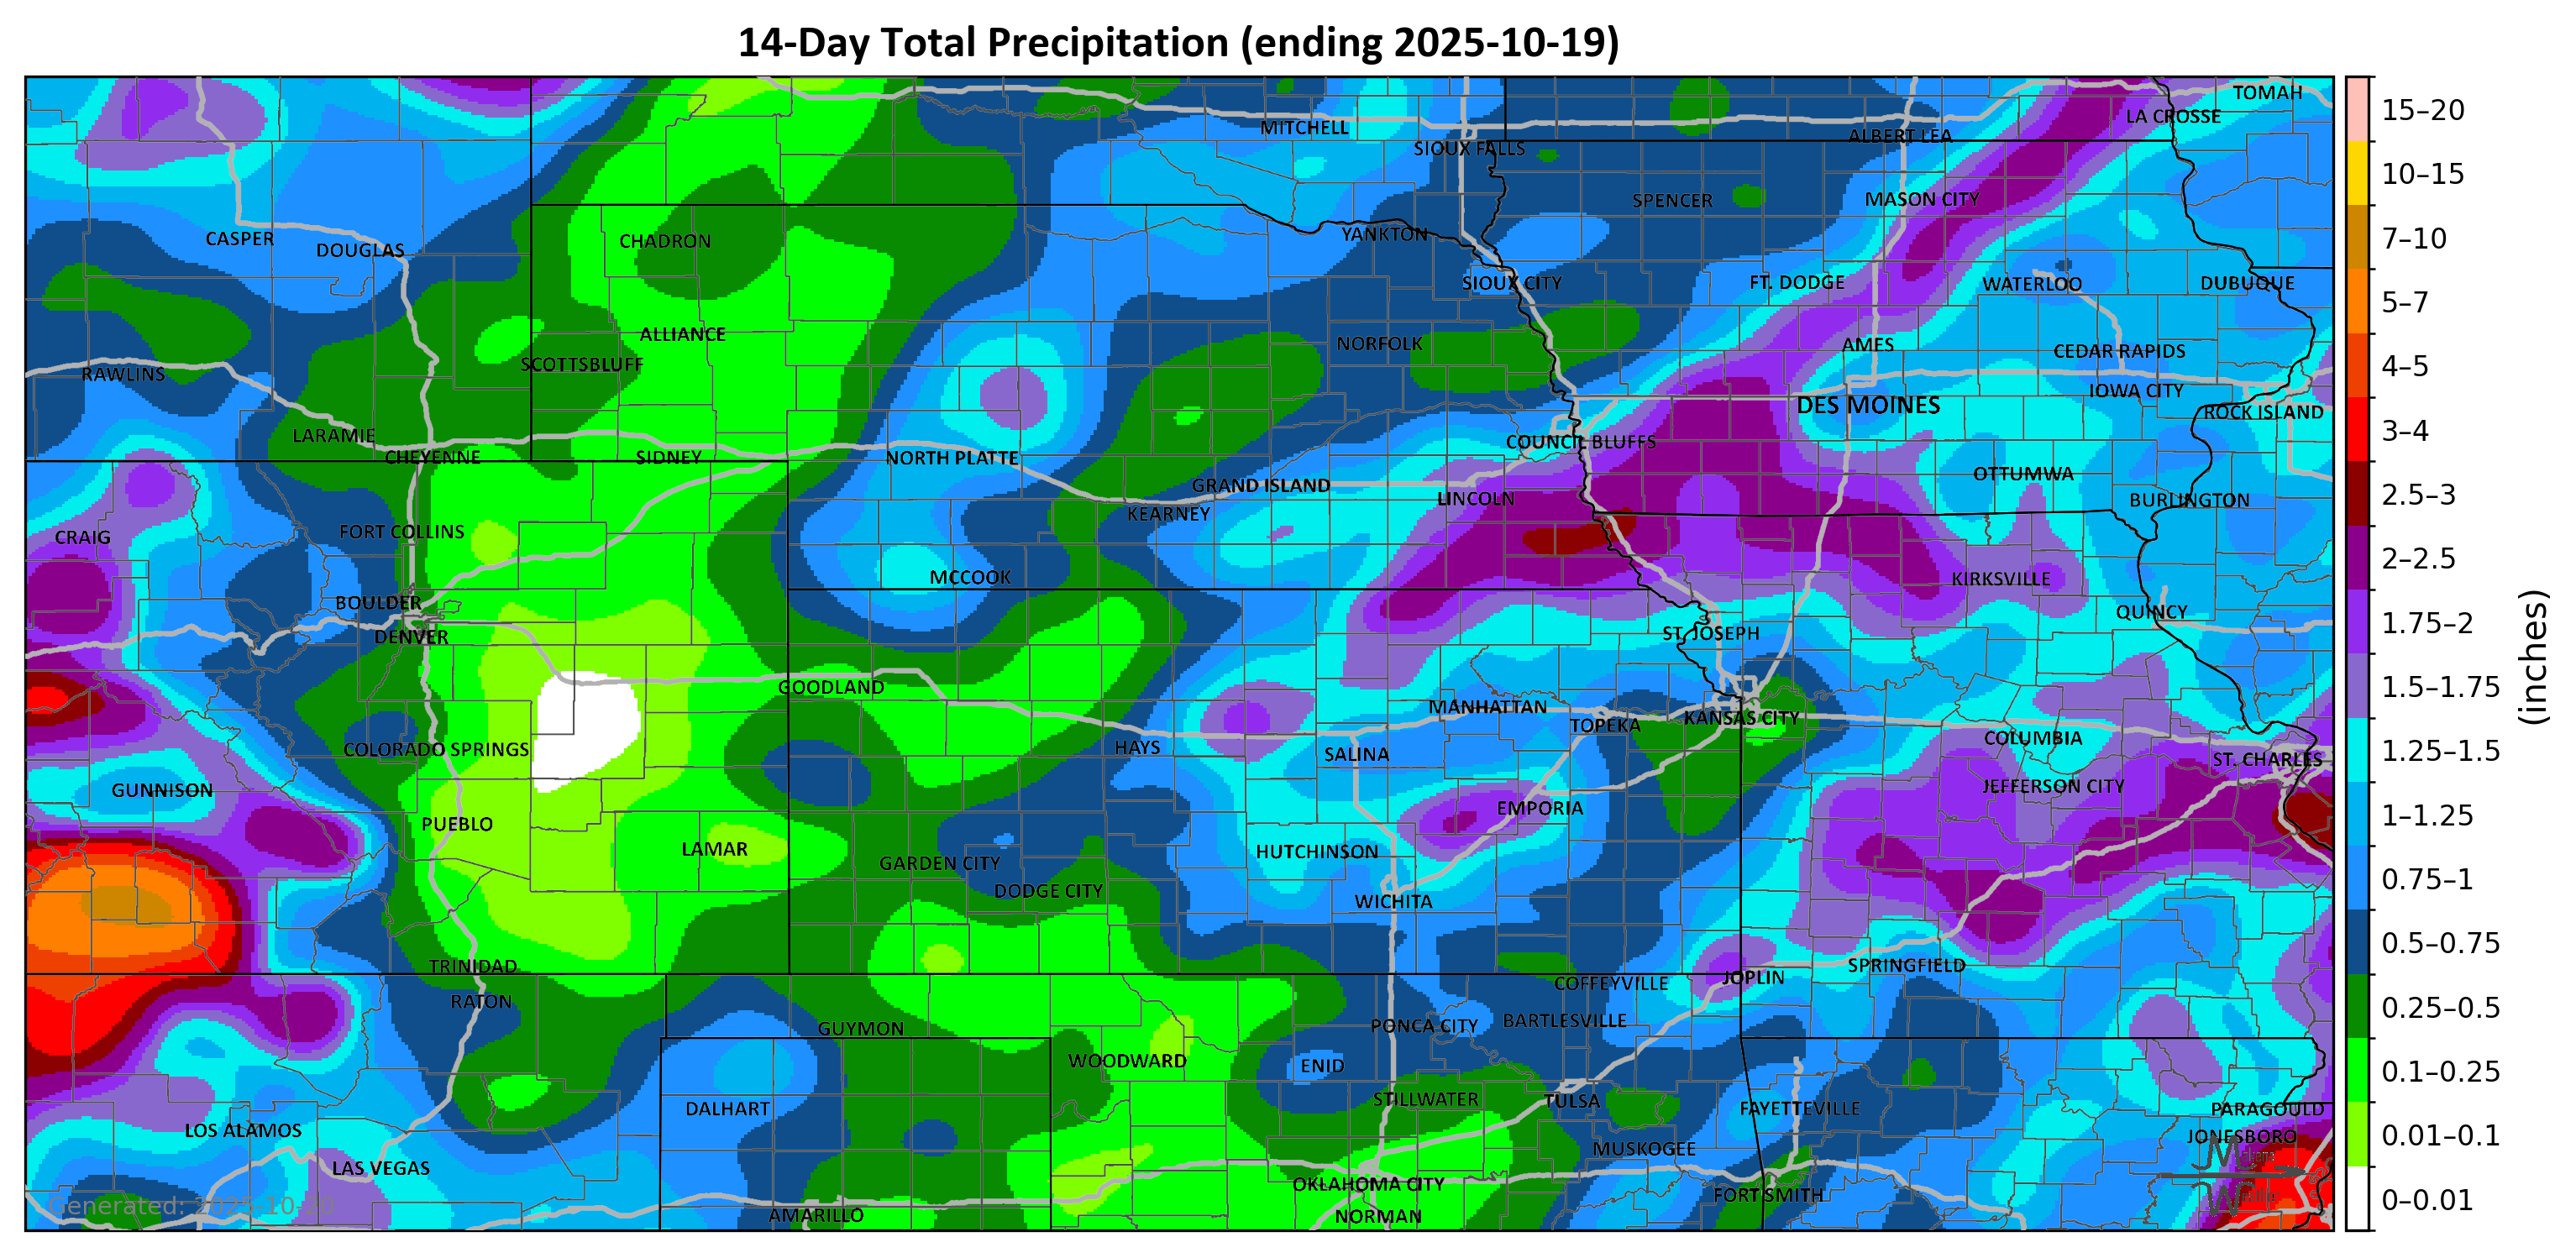 14-Day Total Precipitation (ending 2025-10-19)
TOMAH
LA CROSSE
MITCHELL
ALBERT LEA
SIOUX FALLS
SPENCER
MASON CITY
CASPER
CHADRON
YANKTON
DOUGLAS
SIOUX CITY
FT. DODGE
WATERLOO
DUBUQUE
ALLIANCE
NORFOLK
AMES
CEDAR RAPIDS
SCOTTSBLUFF
RAWLINS
IOWA CITY
DES MOINES
ROCK ISLAND
LARAMIE
COUNCIL BLUFFS
CHEYENNE
SIDNEY
NORTH PLATTE
OTTUMWA
GRAND ISLAND
LINCOLN
BURLINGTON
KEARNEY
FORT COLLINS
CRAIG
MCCOOK
KIRKSVILLE
BOULDER
QUINCY
DENVER
ST. JOSEPH
GOODLAND
MANHATTAN
KANSAS CITY
TOPEKA
COLUMBIA
COLORADO SPRINGS
HAYS
SALINA
ST. CHARLES
GUNNISON
JEFFERSON CITY
EMPORIA
PUEBLO
LAMAR
HUTCHINSON
GARDEN CITY
DODGE CITY
WICHITA
TRINIDAD
SPRINGFIELD
JOPLIN
COFFEYVILLE
RATON
BARTLESVILLE
GUYMON
PONCA CITY
WOODWARD
ENID
STILLWATER
TULSA
DALHART
FAYETTEVILLE
PARAGOULD
LOS ALAMOS
JONESBORO
MUSKOGEE
LAS VEGAS
OKLAHOMA CITY
FORT SMITH
AMARILLO
NORMAN
Generated: 2025-10-20
15–20
10–15
7–10
5–7
4–5
3–4
2.5–3
2–2.5
1.75–2
1.5–1.75
1.25–1.5
1–1.25
0.75–1
0.5–0.75
0.25–0.5
0.1–0.25
0.01–0.1
0–0.01
(inches)